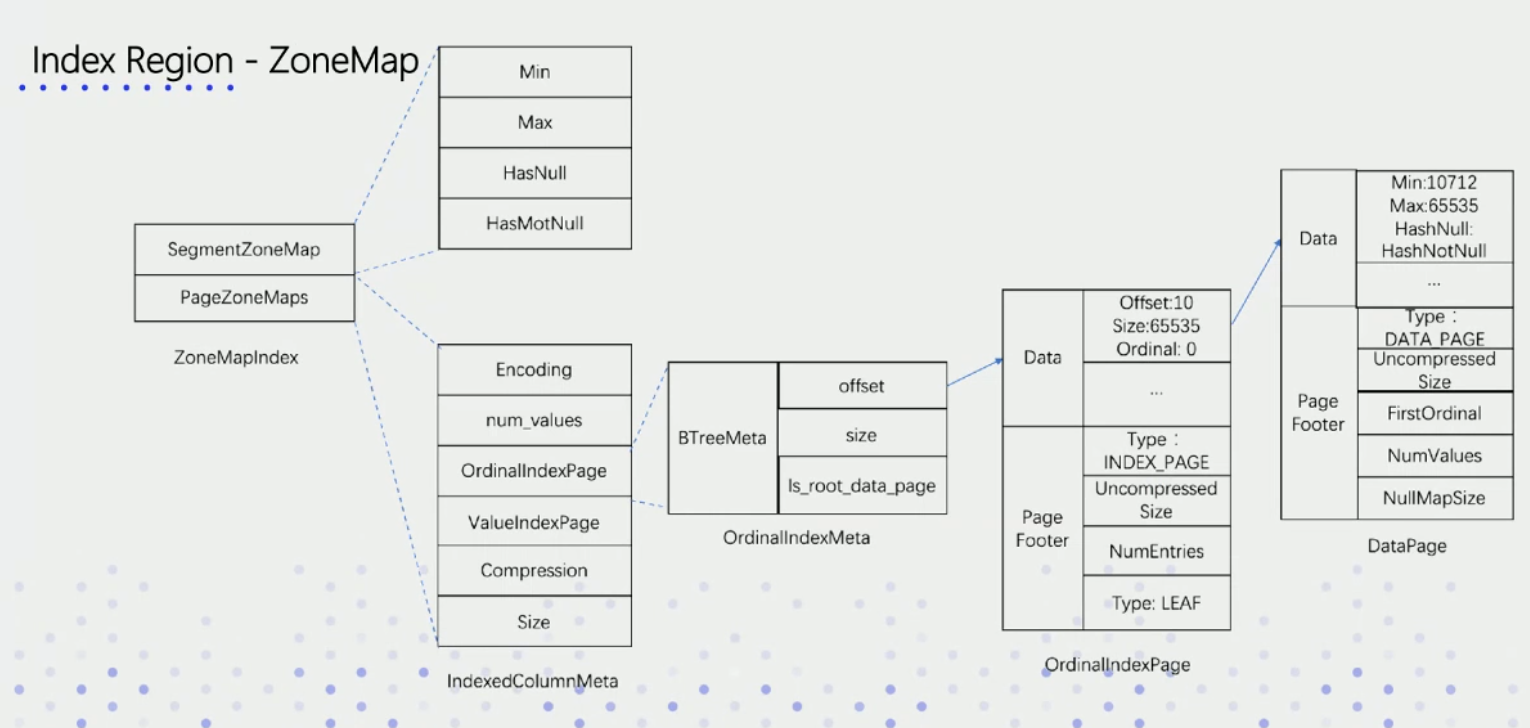 Index Region - ZoneMap
Min
Max
HasNull
HasMotNull
SegmentZoneMap
PageZoneMaps
ZoneMapIndex
Encoding
num_values
OrdinalIndexPage
ValueIndexPage
Compression
Size
IndexedColumnMeta
BTreeMeta
offset
size
Is_root_data_page
OrdinalIndexMeta
Data
Offset:10
Size:65535
Ordinal: 0
...
Page
Footer
Type：
INDEX_PAGE
Uncompressed
Size
NumEntries
Type: LEAF
OrdinalIndexPage
Data
Min:10712
Max:65535
HashNull:
HashNotNull
...
Page
Footer
Type：
DATA_PAGE
Uncompressed
Size
FirstOrdinal
NumValues
NullMapSize
DataPage